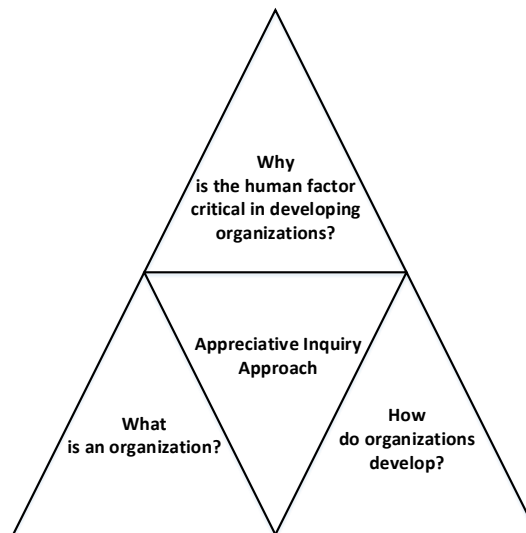 Why
is the human factor
critical in developing
organizations?
Appreciative Inquiry
Approach
What
is an organization?
How
do organizations
develop?